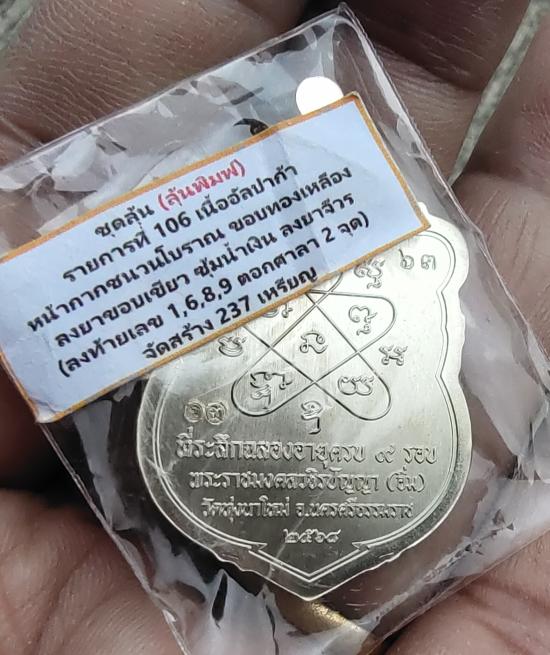 ชุดลุ้น (ลุ้นพิมพ์)
รายการที่ 106 เนื้ออัลปาก้า
หน้ากากชนวนโบราณ ขอบทองเหลือง
ลงยาขอบเขียว ซุ้มน้ำเงิน ลงยาจีวร
(ลงท้ายเลข 1,6,8,9 ตอกศาลา 2 จุด)
จัดสร้าง 237 เหรียญ
๖๓
ที่ระลึกฉลองอายุครบ ๙ รอบ
พระราชมงคลวชิรปัญญา (อิ่ม)
วัดทุ่งนาใหม่ อ.นครศรีธรรมราช
๒๕๖๘